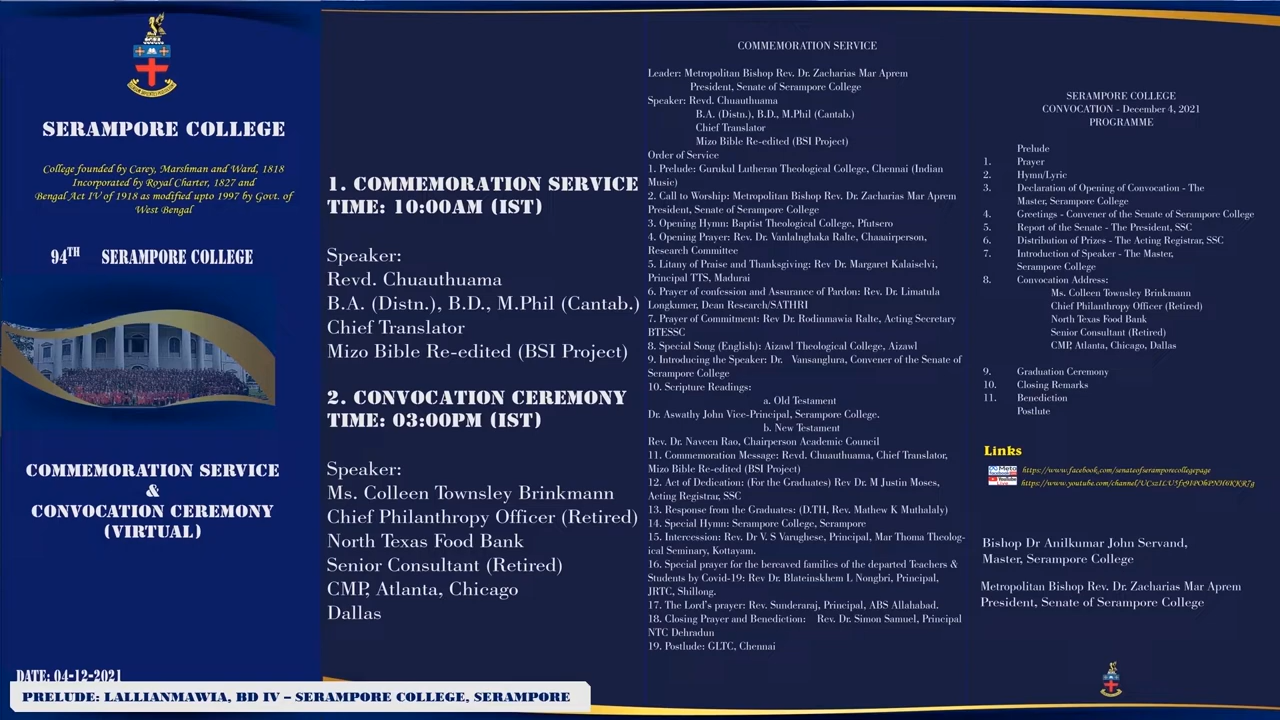 SERAMPORE COLLEGE
College founded by Carey, Marshman and Ward, 1818
Incorporated by Royal Charter, 1827 and
Bengal Act IV of 1918 as modified upto 1997 by Govt. of
West Bengal
94TH SERAMPORE COLLEGE
COMMEMORATION SERVICE
&
CONVOCATION CEREMONY
(VIRTUAL)
DATE: 04-12-2021
PRELUDE: LALLIANMAWIA, BD IV – SERAMPORE COLLEGE, SERAMPORE
1. COMMEMORATION SERVICE
TIME: 10:00AM (IST)
Speaker:
Revd. Chuauthuama
B.A. (Distn.), B.D., M.Phil (Cantab.)
Chief Translator
Mizo Bible Re-edited (BSI Project)
2. CONVOCATION CEREMONY
TIME: 03:00PM (IST)
Speaker:
Ms. Colleen Townsley Brinkmann
Chief Philanthropy Officer (Retired)
North Texas Food Bank
Senior Consultant (Retired)
CMP, Atlanta, Chicago
Dallas
COMMEMORATION SERVICE
Leader: Metropolitan Bishop Rev. Dr. Zacharias Mar Aprem
President, Senate of Serampore College
Speaker: Revd. Chuauthuama
B.A. (Distn.), B.D., M.Phil (Cantab.)
Chief Translator
Mizo Bible Re-edited (BSI Project)
Order of Service
1. Prelude: Gurukul Lutheran Theological College, Chennai (Indian
Music)
2. Call to Worship: Metropolitan Bishop Rev. Dr. Zacharias Mar Aprem
President, Senate of Serampore College
3. Opening Hymn: Baptist Theological College, Pfutsero
4. Opening Prayer: Rev. Dr. Vanlalnghaka Ralte, Chaaairperson,
Research Committee
5. Litany of Praise and Thanksgiving: Rev Dr. Margaret Kalaiselvi,
Principal TTS, Madurai
6. Prayer of confession and Assurance of Pardon: Rev. Dr. Limatula
Longkumer, Dean Research/SATHRI
7. Prayer of Commitment: Rev Dr. Rodinmawia Ralte, Acting Secretary
BTESSC
8. Special Song (English): Aizawl Theological College, Aizawl
9. Introducing the Speaker: Dr. Vansanglura, Convener of the Senate of
Serampore College
10. Scripture Readings:
a. Old Testament
Dr. Aswathy John Vice-Principal, Serampore College.
b. New Testament
Rev. Dr. Naveen Rao, Chairperson Academic Council
11. Commemoration Message: Revd. Chuauthuama, Chief Translator,
Mizo Bible Re-edited (BSI Project)
12. Act of Dedication: (For the Graduates) Rev Dr. M Justin Moses,
Acting Registrar, SSC
13. Response from the Graduates: (D.TH, Rev. Mathew K Muthalaly)
14. Special Hymn: Serampore College, Serampore
15. Intercession: Rev. Dr V. S Varughese, Principal, Mar Thoma Theolog-
ical Seminary, Kottayam.
16. Special prayer for the bereaved families of the departed Teachers &
Students by Covid-19: Rev Dr. Blateinskhem L Nongbri, Principal,
JRTC, Shillong.
17. The Lord's prayer: Rev. Sunderaraj, Principal, ABS Allahabad.
18. Closing Prayer and Benediction: Rev. Dr. Simon Samuel, Principal
NTC Dehradun
19. Postlude: GLTC, Chennai
SERAMPORE COLLEGE
CONVOCATION - December 4, 2021
PROGRAMME
Prelude
1. Prayer
2. Hymn/Lyric
3. Declaration of Opening of Convocation - The
Master, Serampore College
4. Greetings - Convener of the Senate of Serampore College
5. Report of the Senate - The President, SSC
6. Distribution of Prizes - The Acting Registrar, SSC
7. Introduction of Speaker - The Master,
Serampore College
8. Convocation Address:
Ms. Colleen Townsley Brinkmann
Chief Philanthropy Officer (Retired)
North Texas Food Bank
Senior Consultant (Retired)
CMP, Atlanta, Chicago, Dallas
9. Graduation Ceremony
10. Closing Remarks
11. Benediction
Postlute
Links
Meta https://www.facebook.com/senateofseramporecollegepage
YouTube
Bishop Dr Anilkumar John Servand,
Master, Serampore College
Metropolitan Bishop Rev. Dr. Zacharias Mar Aprem
President, Senate of Serampore College